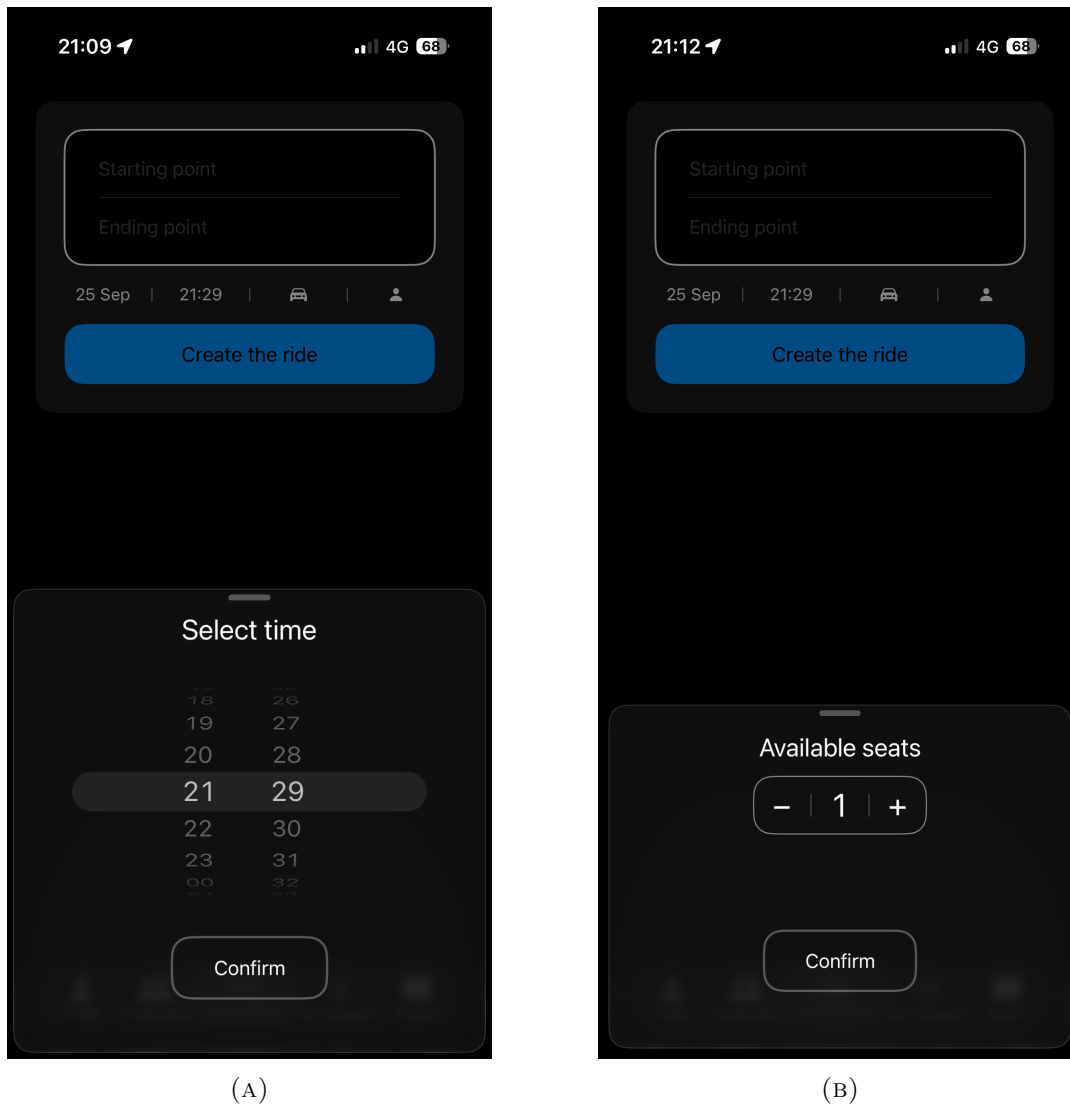 21:09 4G 68
Starting point
Ending point
25 Sep | 21:29 | |
Create the ride
Select time
18 26
19 27
20 28
21 29
22 30
23 31
00 32
Confirm
(A)
21:12 4G 68
Starting point
Ending point
25 Sep | 21:29 | |
Create the ride
Available seats
− | 1 | +
Confirm
(B)